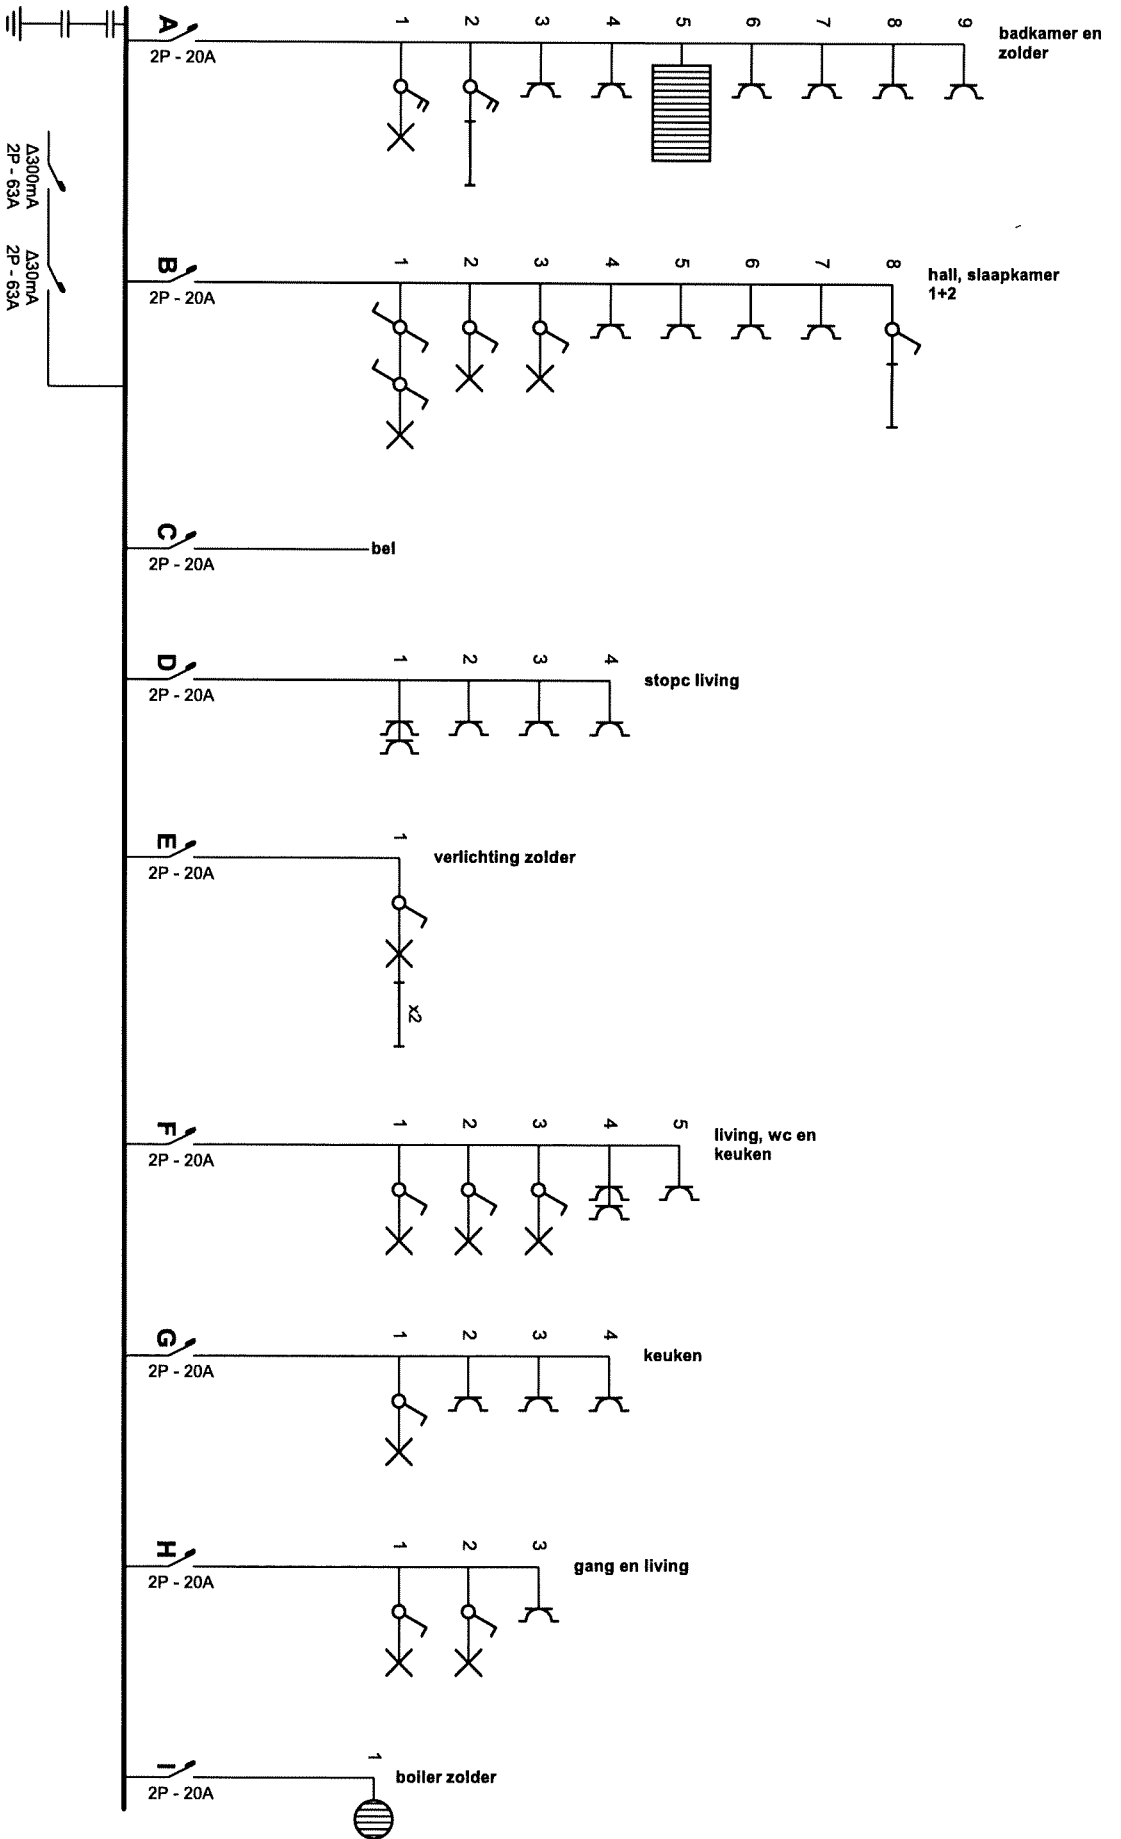 A
2P - 20A
1 2 3 4 5 6 7 8 9
badkamer en
zolder
Δ300mA
2P - 63A
Δ30mA
2P - 63A
B
2P - 20A
1 2 3 4 5 6 7 8
hall, slaapkamer
1+2
C
2P - 20A
bel
D
2P - 20A
1 2 3 4
stopc living
E
2P - 20A
1
verlichting zolder
x2
F
2P - 20A
1 2 3 4 5
living, wc en
keuken
G
2P - 20A
1 2 3 4
keuken
H
2P - 20A
1 2 3
gang en living
I
2P - 20A
1
boiler zolder